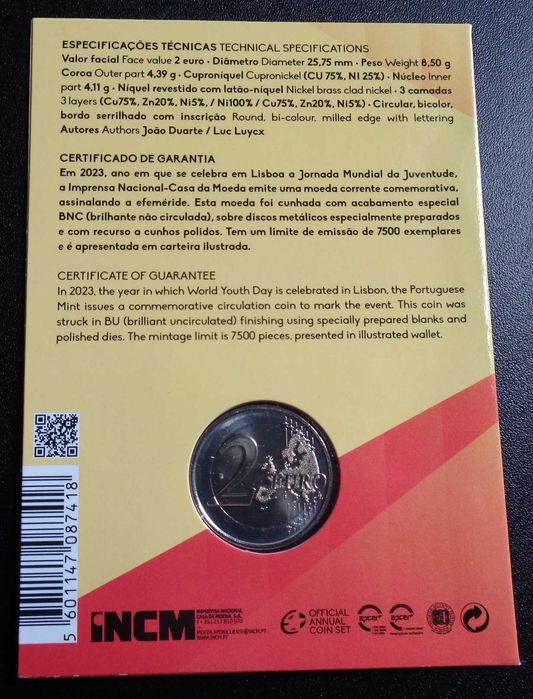 ESPECIFICAÇÕES TÉCNICAS TECHNICAL SPECIFICATIONS
Valor facial Face value 2 euro • Diâmetro Diameter 25,75 mm • Peso Weight 8,50 g
Coroa Outer part 4,39 g • Cuproníquel Cupronickel (CU 75%, NI 25%) • Núcleo Inner
part 4,11 g • Níquel revestido com latão-níquel Nickel brass clad nickel • 3 camadas
3 layers (Cu75%, Zn20%, Ni5%, / Ni100% / Cu75%, Zn20%, Ni5%) • Circular, bicolor,
bordo serrilhado com inscrição Round, bi-colour, milled edge with lettering
Autores Authors João Duarte / Luc Luycx
CERTIFICADO DE GARANTIA
Em 2023, ano em que se celebra em Lisboa a Jornada Mundial da Juventude,
a Imprensa Nacional-Casa da Moeda emite uma moeda corrente comemorativa,
assinalando a efeméride. Esta moeda foi cunhada com acabamento especial
BNC (brilhante não circulada), sobre discos metálicos especialmente preparados
e com recurso a cunhos polidos. Tem um limite de emissão de 7500 exemplares
e é apresentada em carteira ilustrada.
CERTIFICATE OF GUARANTEE
In 2023, the year in which World Youth Day is celebrated in Lisbon, the Portuguese
Mint issues a commemorative circulation coin to mark the event. This coin was
struck in BU (brilliant uncirculated) finishing using specially prepared blanks and
polished dies. The mintage limit is 7500 pieces, presented in illustrated wallet.
2 EURO
5 601147 087418
INCM
IMPRENSA NACIONAL
CASA DA MOEDA, S.A.
T + 351 217 810 870
MOEDA.APOIOCLIENTE@INCM.PT
WWW.INCM.PT
OFFICIAL
ANNUAL
COIN SET
apcer
apcer